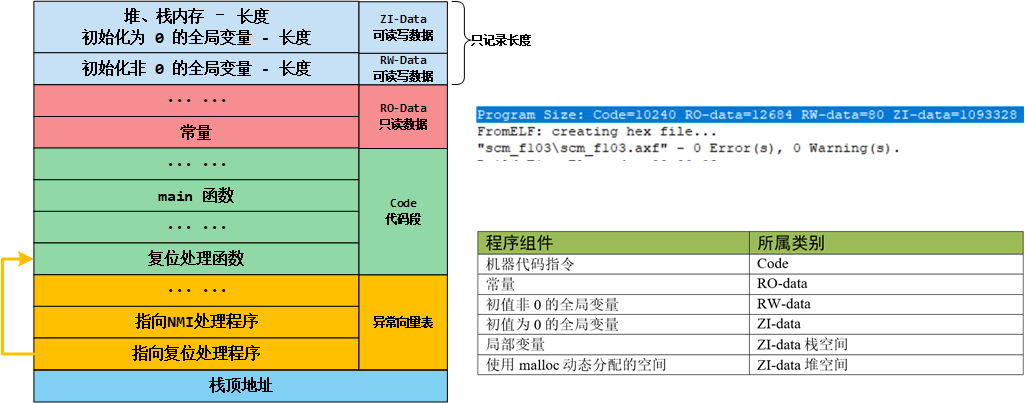 堆、栈内存 - 长度
初始化为 0 的全局变量 - 长度
ZI-Data
可读写数据
初始化非 0 的全局变量 - 长度
RW-Data
可读写数据
只记录长度
... ...
常量
RO-Data
只读数据
... ...
main 函数
... ...
复位处理函数
Code
代码段
... ...
指向NMI处理程序
指向复位处理程序
异常向量表
栈顶地址
Program Size: Code=10240 RO-data=12684 RW-data=80 ZI-data=1093328
FromELF: creating hex file...
"scm_f103\scm_f103.axf" - 0 Error(s), 0 Warning(s).
程序组件 所属类别
机器代码指令 Code
常量 RO-data
初值非 0 的全局变量 RW-data
初值为 0 的全局变量 ZI-data
局部变量 ZI-data 栈空间
使用 malloc 动态分配的空间 ZI-data 堆空间